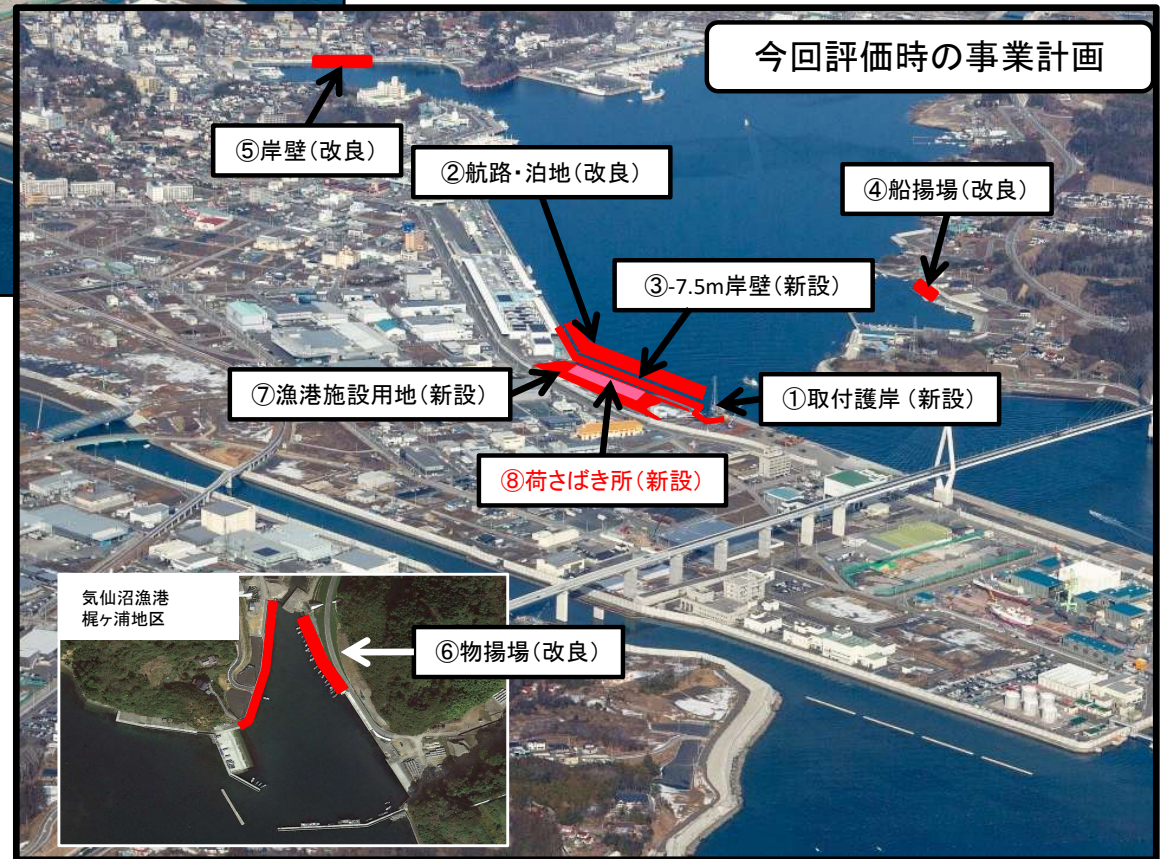 今回評価時の事業計画
⑤岸壁(改良)
②航路・泊地(改良)
④船揚場(改良)
③-7.5m岸壁(新設)
⑦漁港施設用地(新設)
①取付護岸 (新設)
⑧荷さばき所(新設)
気仙沼漁港
梶ヶ浦地区
⑥物揚場(改良)